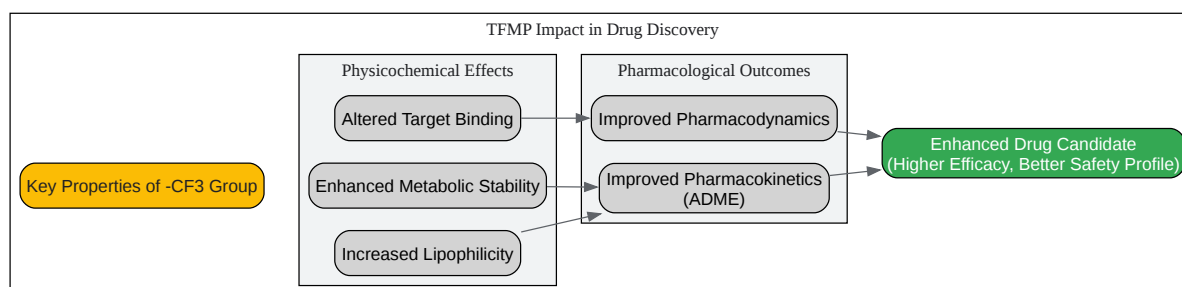 TFMP Impact in Drug Discovery
Physicochemical Effects
Pharmacological Outcomes
Altered Target Binding
Improved Pharmacodynamics
Key Properties of -CF3 Group
Enhanced Metabolic Stability
Improved Pharmacokinetics
(ADME)
Enhanced Drug Candidate
(Higher Efficacy, Better Safety Profile)
Increased Lipophilicity